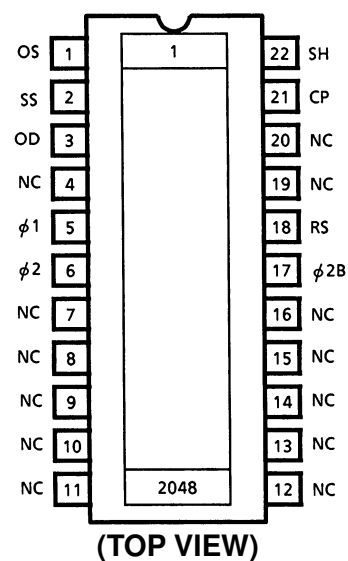 OS 1 1 22 SH
SS 2 21 CP
OD 3 20 NC
NC 4 19 NC
ϕ1 5 18 RS
ϕ2 6 17 ϕ2B
NC 7 16 NC
NC 8 15 NC
NC 9 14 NC
NC 10 13 NC
NC 11 2048 12 NC
(TOP VIEW)